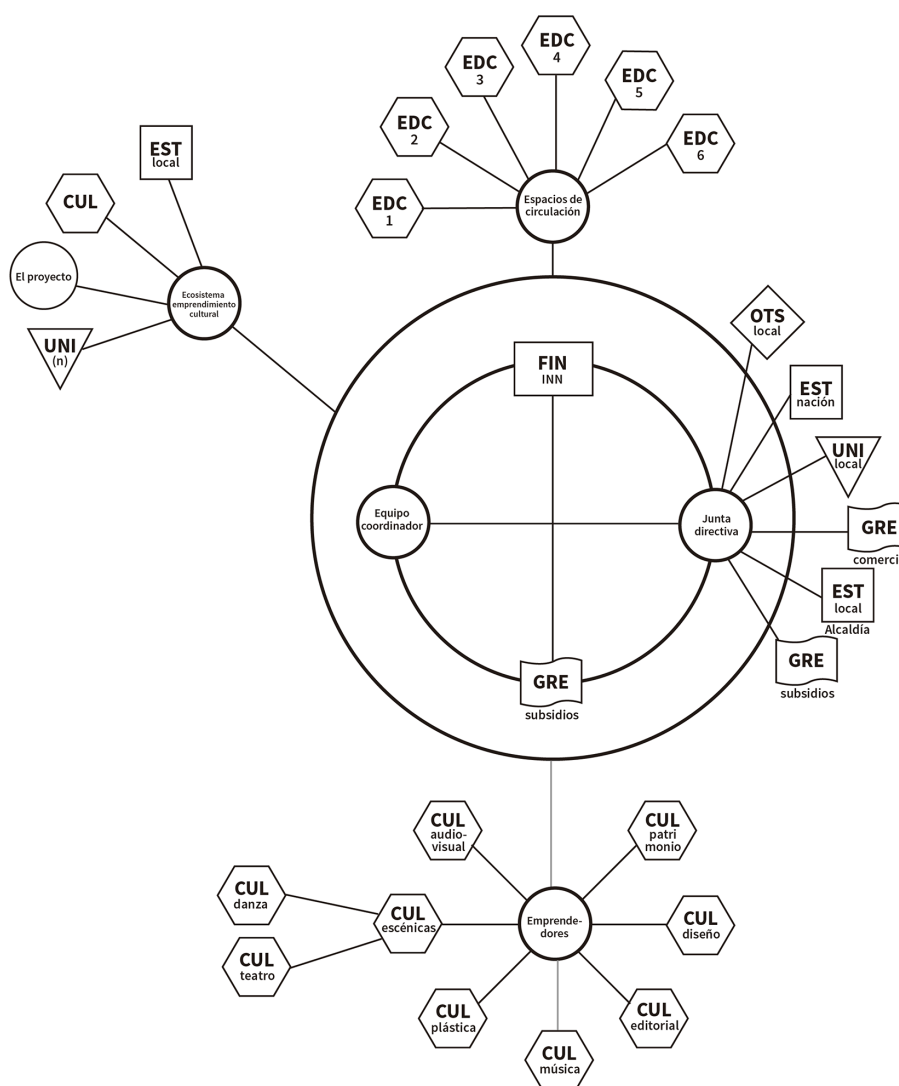 EDC
4
EDC
3
EDC
5
EDC
2
EDC
6
EDC
1
Espacios de
circulación
EST
local
CUL
El proyecto
UNI
(n)
Ecosistema
emprendimiento
cultural
FIN
INN
OTS
local
EST
nación
UNI
local
GRE
comerci
EST
local
Alcaldía
GRE
subsidios
Equipo
coordinador
Junta
directiva
GRE
subsidios
CUL
audio-
visual
CUL
patri
monio
CUL
danza
CUL
escénicas
Emprende-
dores
CUL
diseño
CUL
teatro
CUL
plástica
CUL
editorial
CUL
música